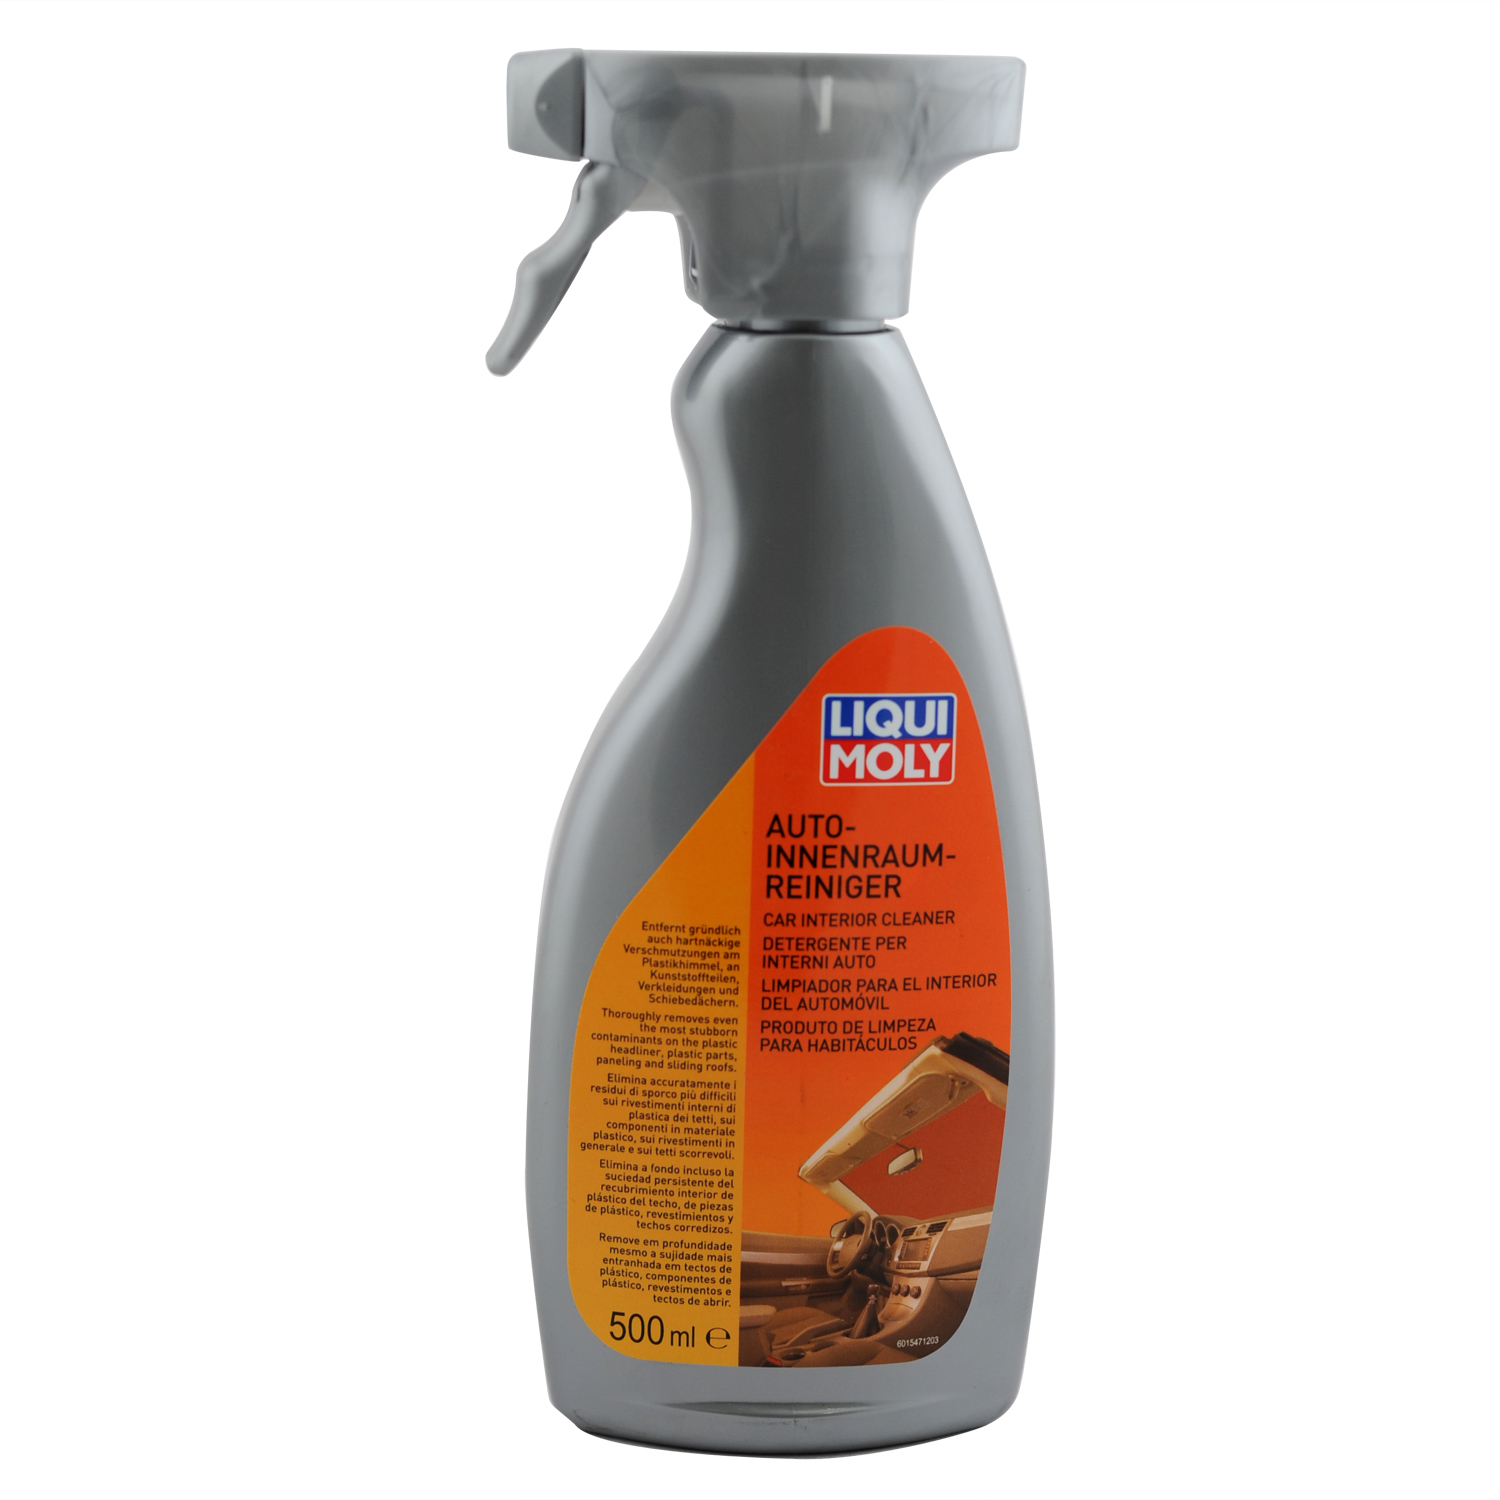 LIQUI
MOLY
AUTO-
INNENRAUM-
REINIGER
CAR INTERIOR CLEANER
DETERGENTE PER
INTERNI AUTO
LIMPIADOR PARA EL INTERIOR
DEL AUTOMÓVIL
PRODUTO DE LIMPEZA
PARA HABITÁCULOS
Entfernt gründlich
auch hartnäckige
Verschmutzungen am
Plastikhimmel, an
Kunststoffteilen,
Verkleidungen und
Schiebedächern.
Thoroughly removes even
the most stubborn
contaminants on the plastic
headliner, plastic parts,
paneling and sliding roofs.
Elimina accuratamente i
residui di sporco più difficili
sui rivestimenti interni di
plastica dei tetti, sui
componenti in materiale
plastico, sui rivestimenti in
generale e sui tetti scorrevoli.
Elimina a fondo incluso la
suciedad persistente del
recubrimiento interior de
plástico del techo, de piezas
de plástico, revestimientos y
techos corredizos.
Remove em profundidade
mesmo a sujidade mais
entranhada em tectos de
plástico, componentes de
plástico, revestimentos e
tectos de abrir.
500 ml ℮
6015471203